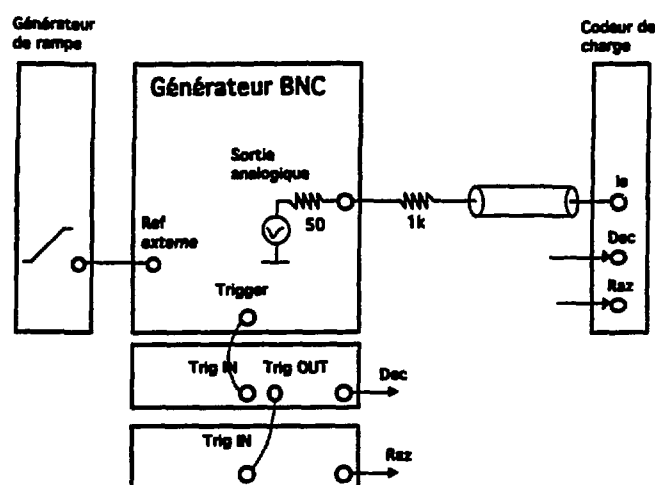 Générateur
de rampe
Codeur de
charge
Générateur BNC
Sortie
analogique
50
1k
Ie
Ref
externe
Dec
Raz
Trigger
Trig IN Trig OUT
Dec
Trig IN
Raz